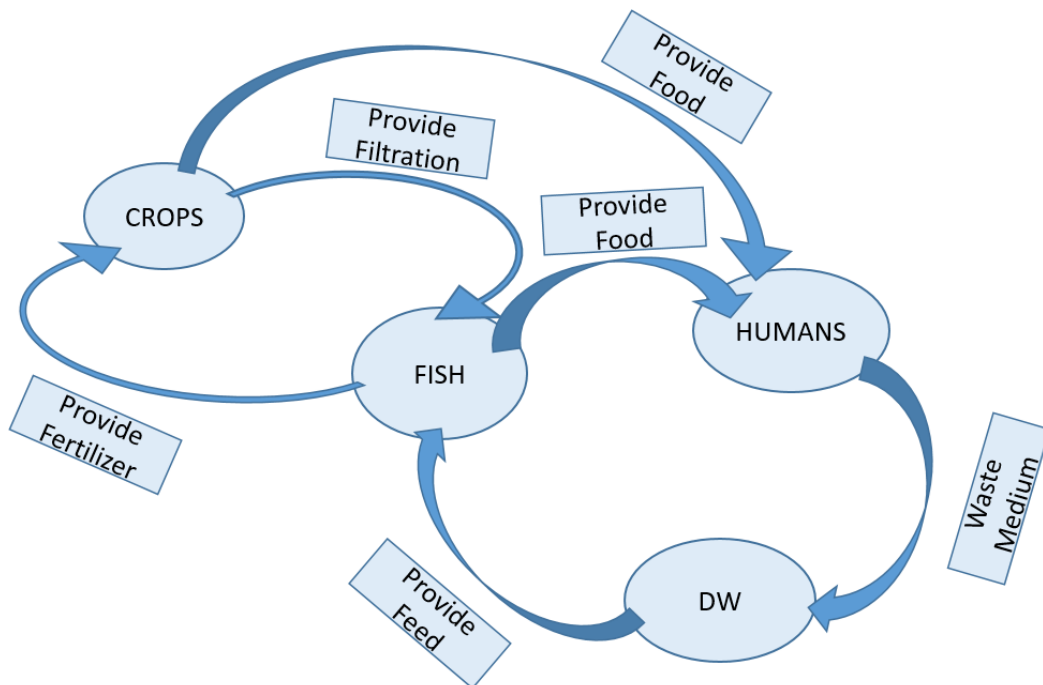 Provide
Food
Provide
Filtration
CROPS
Provide
Food
HUMANS
FISH
Provide
Fertilizer
Waste
Medium
Provide
Feed
DW